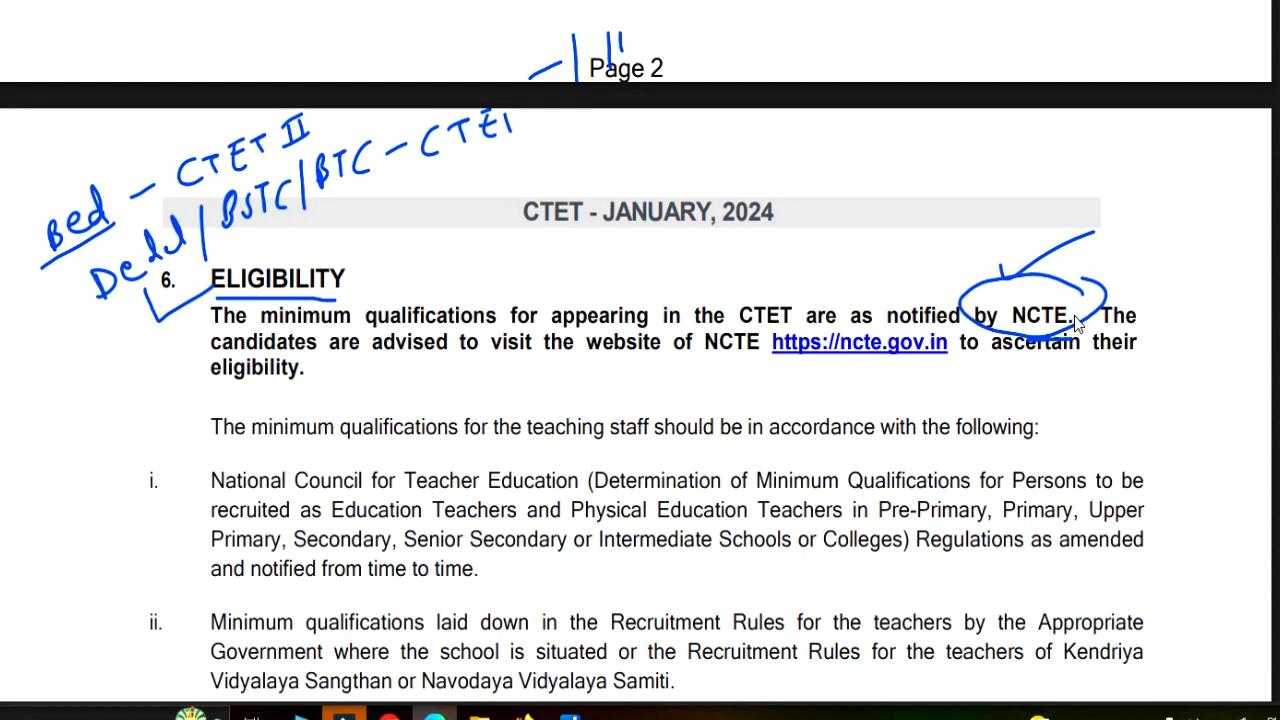 Page 2
Bed - CTET II
Deled / BSTC / BTC - CTET
CTET - JANUARY, 2024
6. ELIGIBILITY
The minimum qualifications for appearing in the CTET are as notified by NCTE. The
candidates are advised to visit the website of NCTE https://ncte.gov.in to ascertain their
eligibility.
The minimum qualifications for the teaching staff should be in accordance with the following:
i. National Council for Teacher Education (Determination of Minimum Qualifications for Persons to be
recruited as Education Teachers and Physical Education Teachers in Pre-Primary, Primary, Upper
Primary, Secondary, Senior Secondary or Intermediate Schools or Colleges) Regulations as amended
and notified from time to time.
ii. Minimum qualifications laid down in the Recruitment Rules for the teachers by the Appropriate
Government where the school is situated or the Recruitment Rules for the teachers of Kendriya
Vidyalaya Sangthan or Navodaya Vidyalaya Samiti.